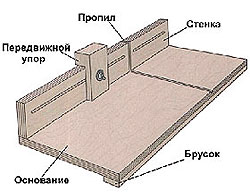 Пропил
Стенка
Передвижной
упор
Основание
Брусок